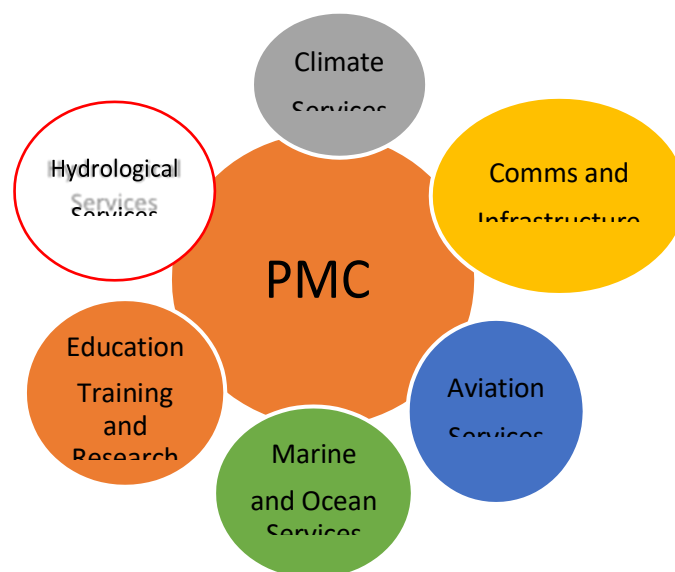 Climate
Services
Hydrological
Services
Comms and
Infrastructure
PMC
Education
Training
and
Research
Aviation
Services
Marine
and Ocean
Services